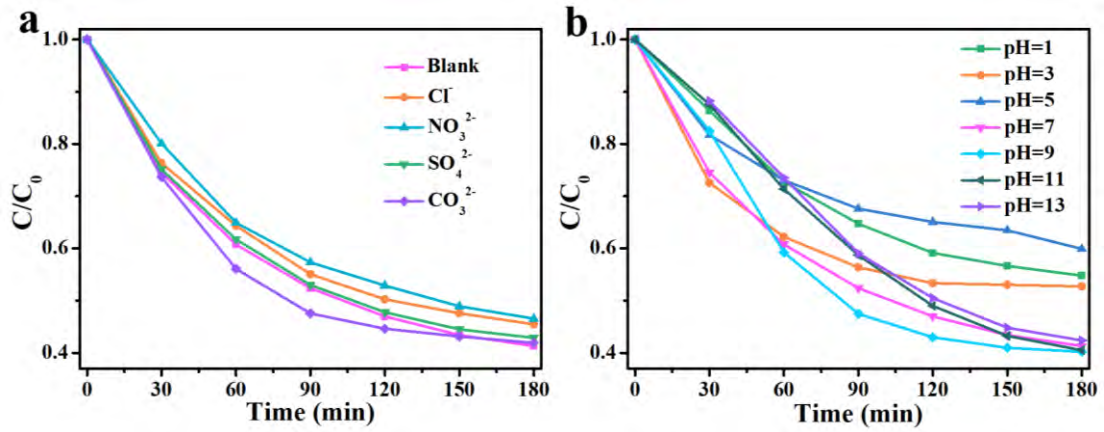 a
1.0
0.8
0.6
0.4
C/C₀
0
30
60
90
120
150
180
Time (min)
Blank
Cl⁻
NO₃²⁻
SO₄²⁻
CO₃²⁻
b
1.0
0.8
0.6
0.4
C/C₀
0
30
60
90
120
150
180
Time (min)
pH=1
pH=3
pH=5
pH=7
pH=9
pH=11
pH=13